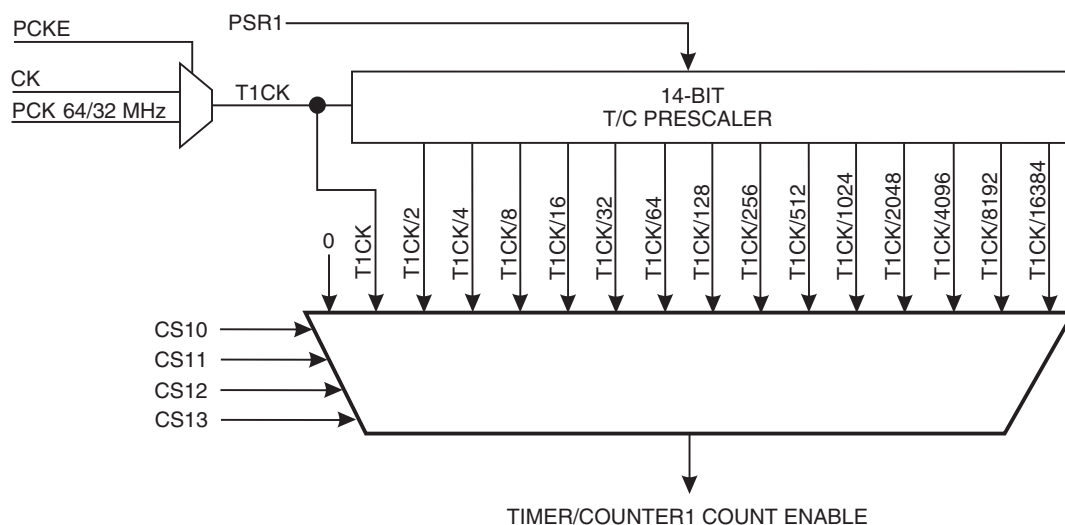 PSR1
PCKE
CK
PCK 64/32 MHz
T1CK
14-BIT
T/C PRESCALER
0
T1CK
T1CK/2
T1CK/4
T1CK/8
T1CK/16
T1CK/32
T1CK/64
T1CK/128
T1CK/256
T1CK/512
T1CK/1024
T1CK/2048
T1CK/4096
T1CK/8192
T1CK/16384
CS10
CS11
CS12
CS13
TIMER/COUNTER1 COUNT ENABLE